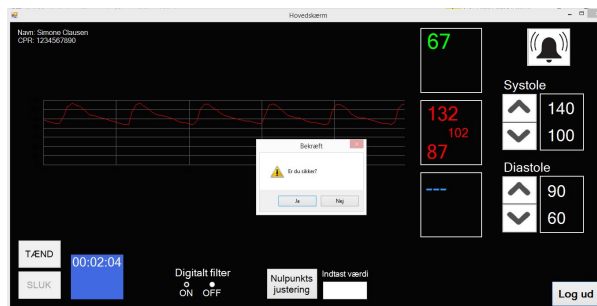 Hovedskærm
Navn: Simone Clausen
CPR: 1234567890
67
Systole
140
100
132
102
87
Bekræft
Er du sikker?
Ja
Nej
Diastole
90
60
---
TÆND
SLUK
00:02:04
Digitalt filter
ON OFF
Nulpunkts
justering
Indtast værdi
Log ud